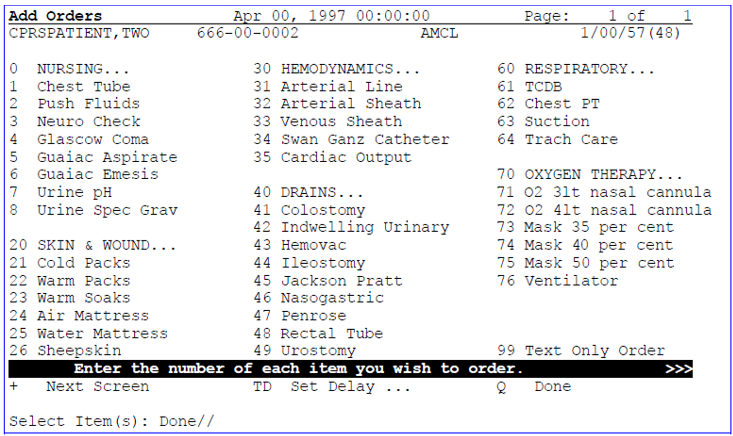 Add Orders                 Apr 00, 1997 00:00:00          Page:    1 of    1
CPRSPATIENT,TWO    666-00-0002             AMCL                 1/00/57(48)
0  NURSING...              30 HEMODYNAMICS...        60 RESPIRATORY...
1  Chest Tube              31 Arterial Line          61 TCDB
2  Push Fluids             32 Arterial Sheath        62 Chest PT
3  Neuro Check             33 Venous Sheath          63 Suction
4  Glascow Coma            34 Swan Ganz Catheter     64 Trach Care
5  Guaiac Aspirate         35 Cardiac Output
6  Guaiac Emesis                                     70 OXYGEN THERAPY...
7  Urine pH                40 DRAINS...              71 O2 3lt nasal cannula
8  Urine Spec Grav         41 Colostomy              72 O2 4lt nasal cannula
                           42 Indwelling Urinary     73 Mask 35 per cent
20 SKIN & WOUND...         43 Hemovac                74 Mask 40 per cent
21 Cold Packs              44 Ileostomy              75 Mask 50 per cent
22 Warm Packs              45 Jackson Pratt          76 Ventilator
23 Warm Soaks              46 Nasogastric
24 Air Mattress            47 Penrose
25 Water Mattress          48 Rectal Tube
26 Sheepskin               49 Urostomy               99 Text Only Order
Enter the number of each item you wish to order.                >>>
+   Next Screen            TD  Set Delay ...         Q   Done
Select Item(s): Done//